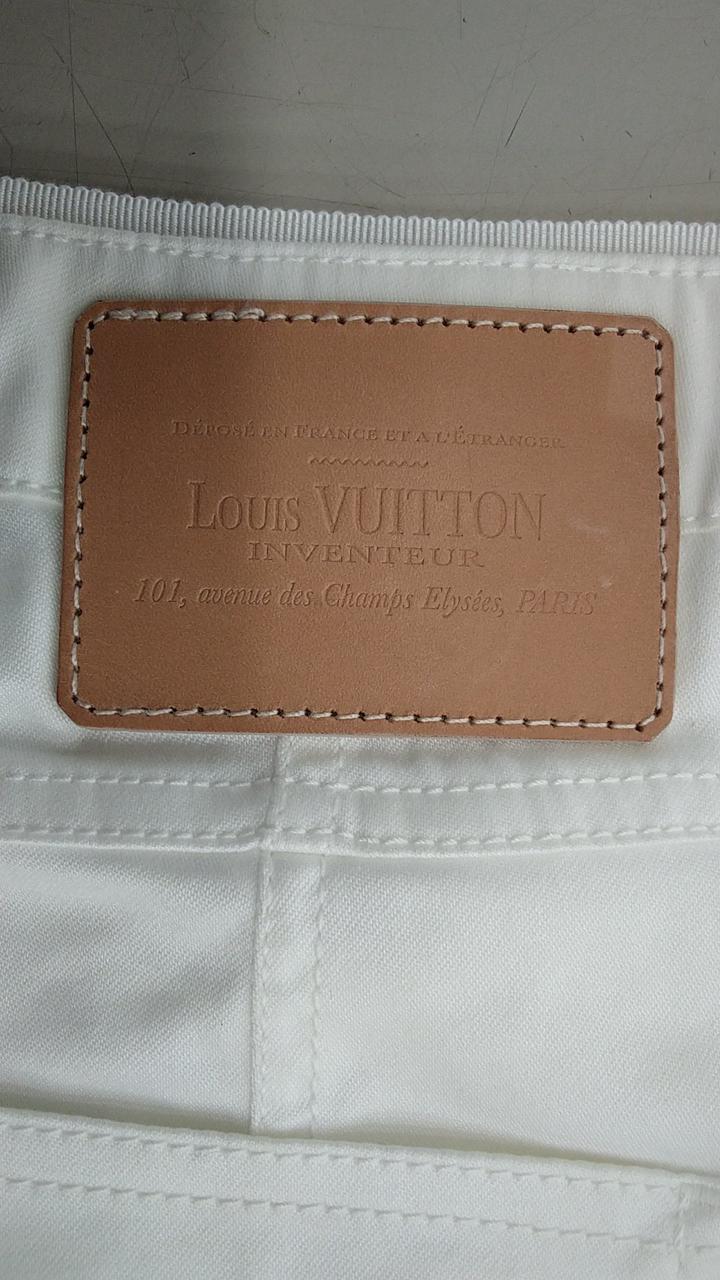 DÉPOSÉ EN FRANCE ET A L'ÉTRANGER
LOUIS VUITTON
INVENTEUR
101, avenue des Champs Elysées, PARIS